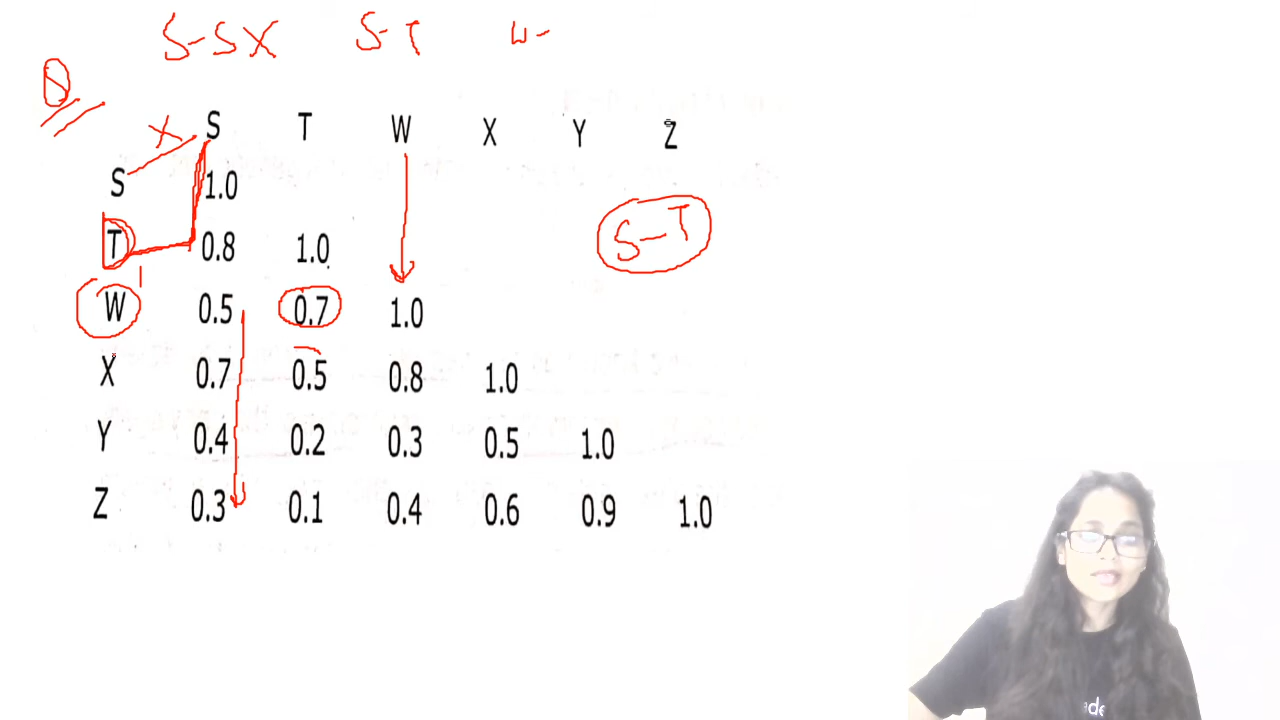 S-S X S-T W-
Q
X
S T W X Y Z
S 1.0
S-T
T 0.8 1.0
W 0.5 0.7 1.0
X 0.7 0.5 0.8 1.0
Y 0.4 0.2 0.3 0.5 1.0
Z 0.3 0.1 0.4 0.6 0.9 1.0
de